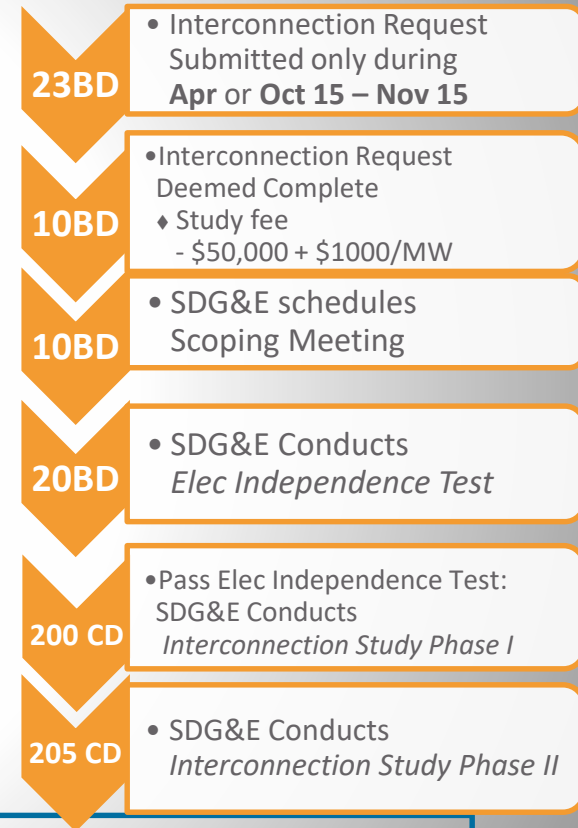 23BD
• Interconnection Request
Submitted only during
Apr or Oct 15 – Nov 15
10BD
•Interconnection Request
Deemed Complete
♦ Study fee
- $50,000 + $1000/MW
10BD
• SDG&E schedules
Scoping Meeting
20BD
• SDG&E Conducts
Elec Independence Test
200 CD
•Pass Elec Independence Test:
SDG&E Conducts
Interconnection Study Phase I
205 CD
• SDG&E Conducts
Interconnection Study Phase II